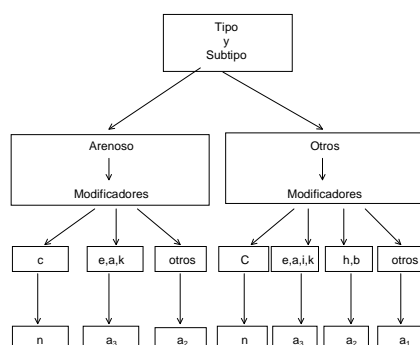 Tipo
y
Subtipo
Arenoso
Modificadores
Otros
Modificadores
c
e,a,k
otros
C
e,a,i,k
h,b
otros
n
a₃
a₂
n
a₃
a₂
a₁